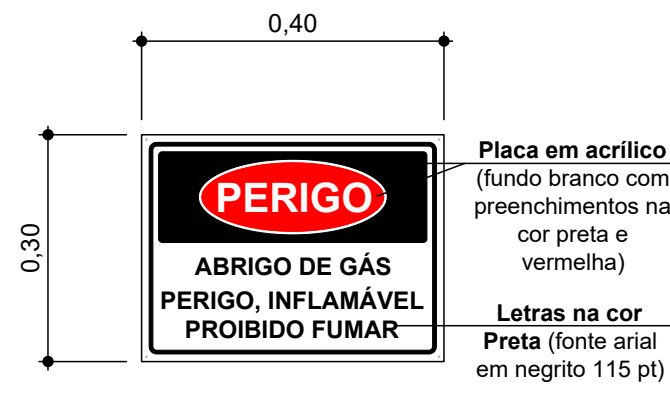 0,40
0,30
PERIGO
ABRIGO DE GÁS
PERIGO, INFLAMÁVEL
PROIBIDO FUMAR
Placa em acrílico
(fundo branco com
preenchimentos na
cor preta e
vermelha)
Letras na cor
Preta (fonte arial
em negrito 115 pt)